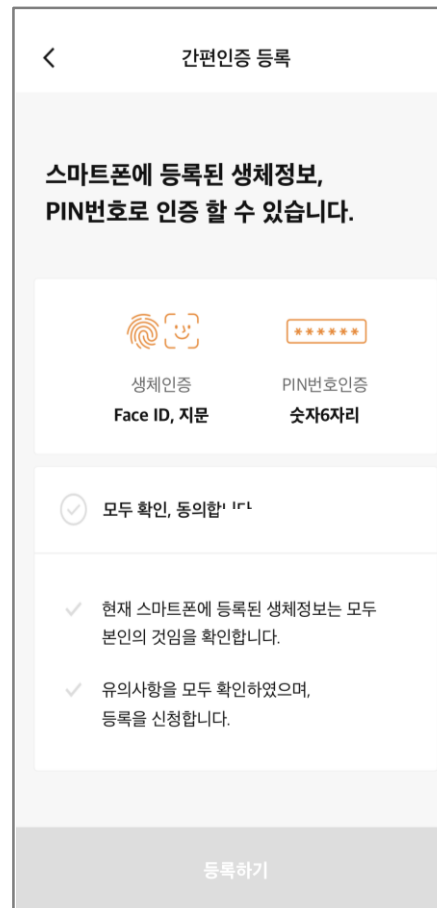 간편인증 등록
스마트폰에 등록된 생체정보,
PIN번호로 인증 할 수 있습니다.
******
생체인증
PIN번호인증
Face ID, 지문
숫자6자리
모두 확인,
현재 스마트폰에 등록된 생체정보는 모두
본인의 것임을 확인합니다.
유의사항을 모두 확인하였으며,
등록을 신청합니다.
등록하기